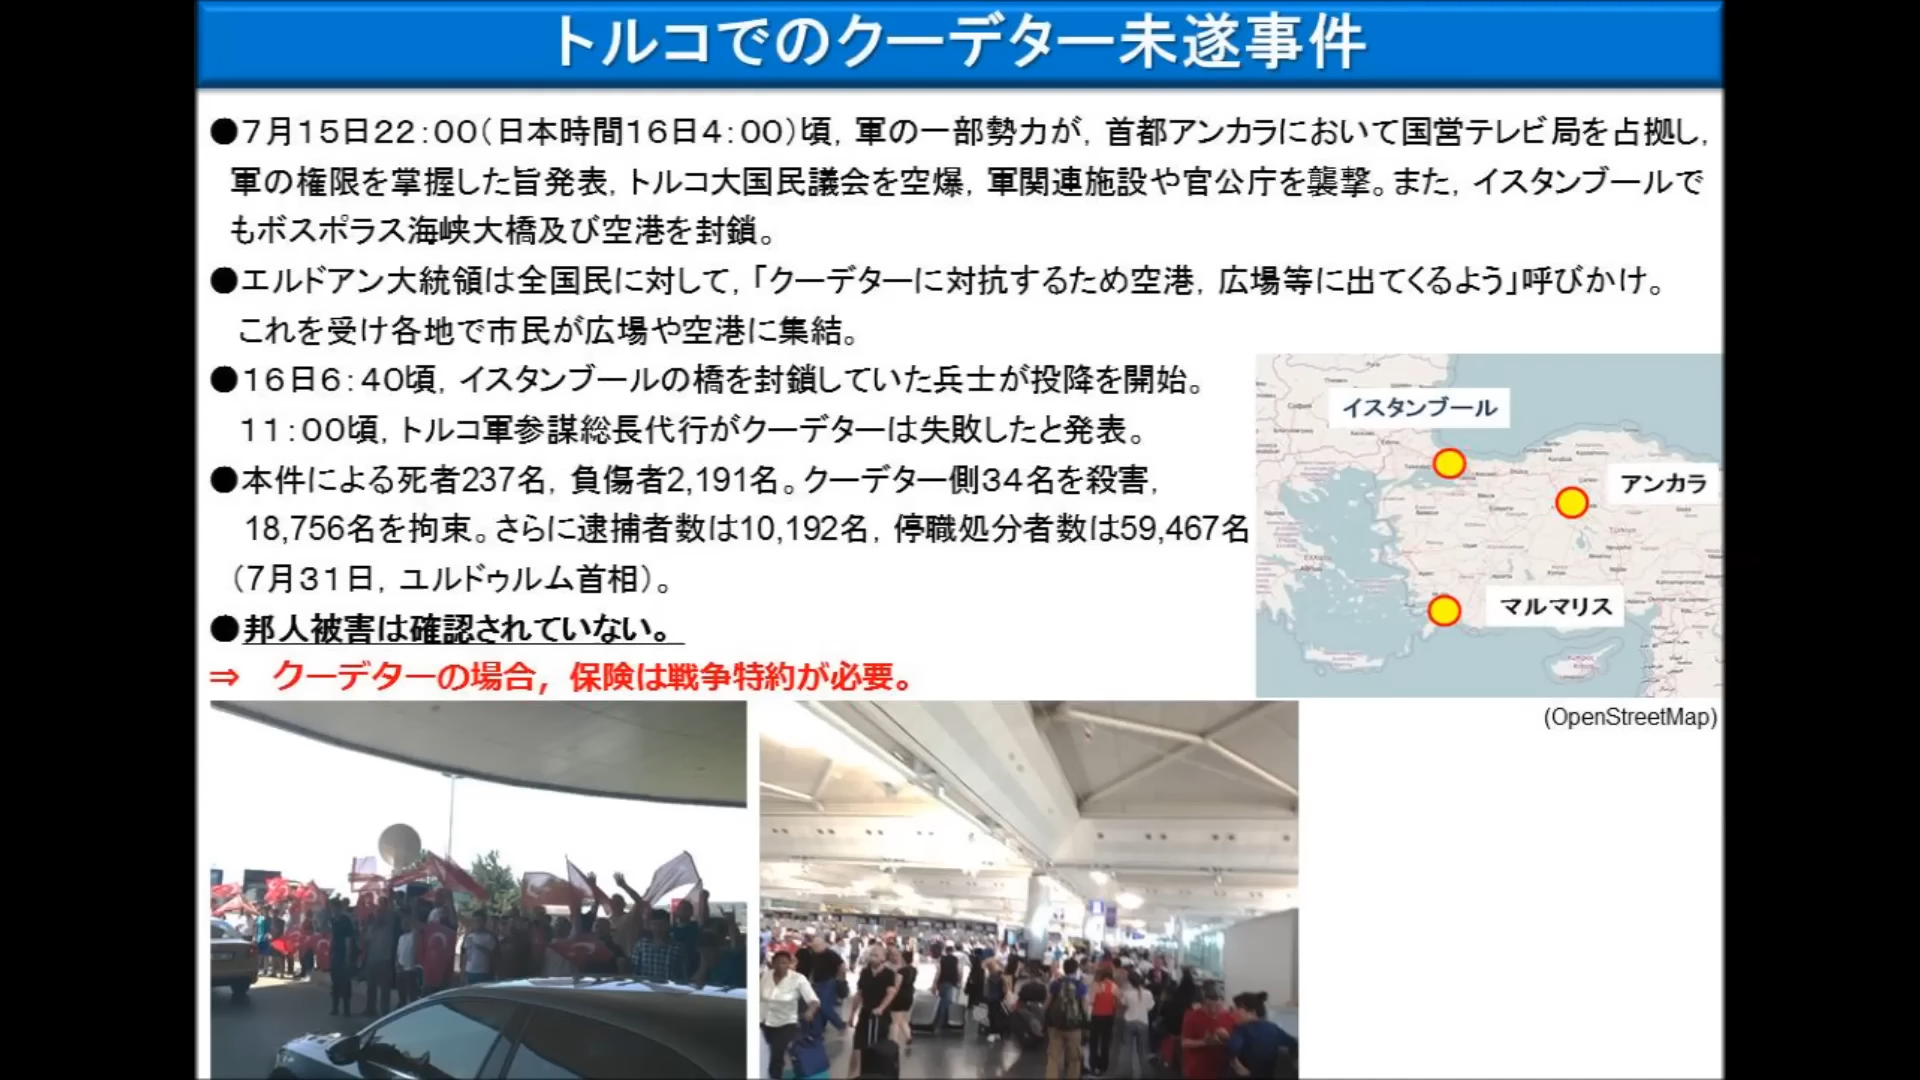 トルコでのクーデター未遂事件
●７月１５日２２：００（日本時間１６日４：００）頃，軍の一部勢力が，首都アンカラにおいて国営テレビ局を占拠し，
軍の権限を掌握した旨発表，トルコ大国民議会を空爆，軍関連施設や官公庁を襲撃。また，イスタンブールで
もボスポラス海峡大橋及び空港を封鎖。
●エルドアン大統領は全国民に対して，「クーデターに対抗するため空港，広場等に出てくるよう」呼びかけ。
これを受け各地で市民が広場や空港に集結。
●１６日６：４０頃，イスタンブールの橋を封鎖していた兵士が投降を開始。
１１：００頃，トルコ軍参謀総長代行がクーデターは失敗したと発表。
●本件による死者237名，負傷者2,191名。クーデター側３４名を殺害，
18,756名を拘束。さらに逮捕者数は10,192名，停職処分者数は59,467名
（７月３１日，ユルドゥルム首相）。
●邦人被害は確認されていない。
⇒　クーデターの場合，保険は戦争特約が必要。
イスタンブール
アンカラ
マルマリス
(OpenStreetMap)